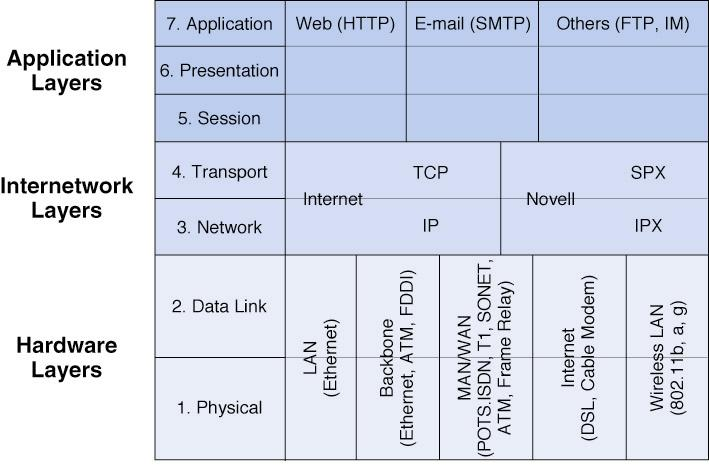 Application
Layers
7. Application
Web (HTTP)
E-mail (SMTP)
Others (FTP, IM)
6. Presentation
5. Session
Internetwork
Layers
4. Transport
3. Network
Internet
TCP
IP
Novell
SPX
IPX
Hardware
Layers
2. Data Link
1. Physical
LAN
(Ethernet)
Backbone
(Ethernet, ATM, FDDI)
MAN/WAN
(POTS.ISDN, T1, SONET,
ATM, Frame Relay)
Internet
(DSL, Cable Modem)
Wireless LAN
(802.11b, a, g)